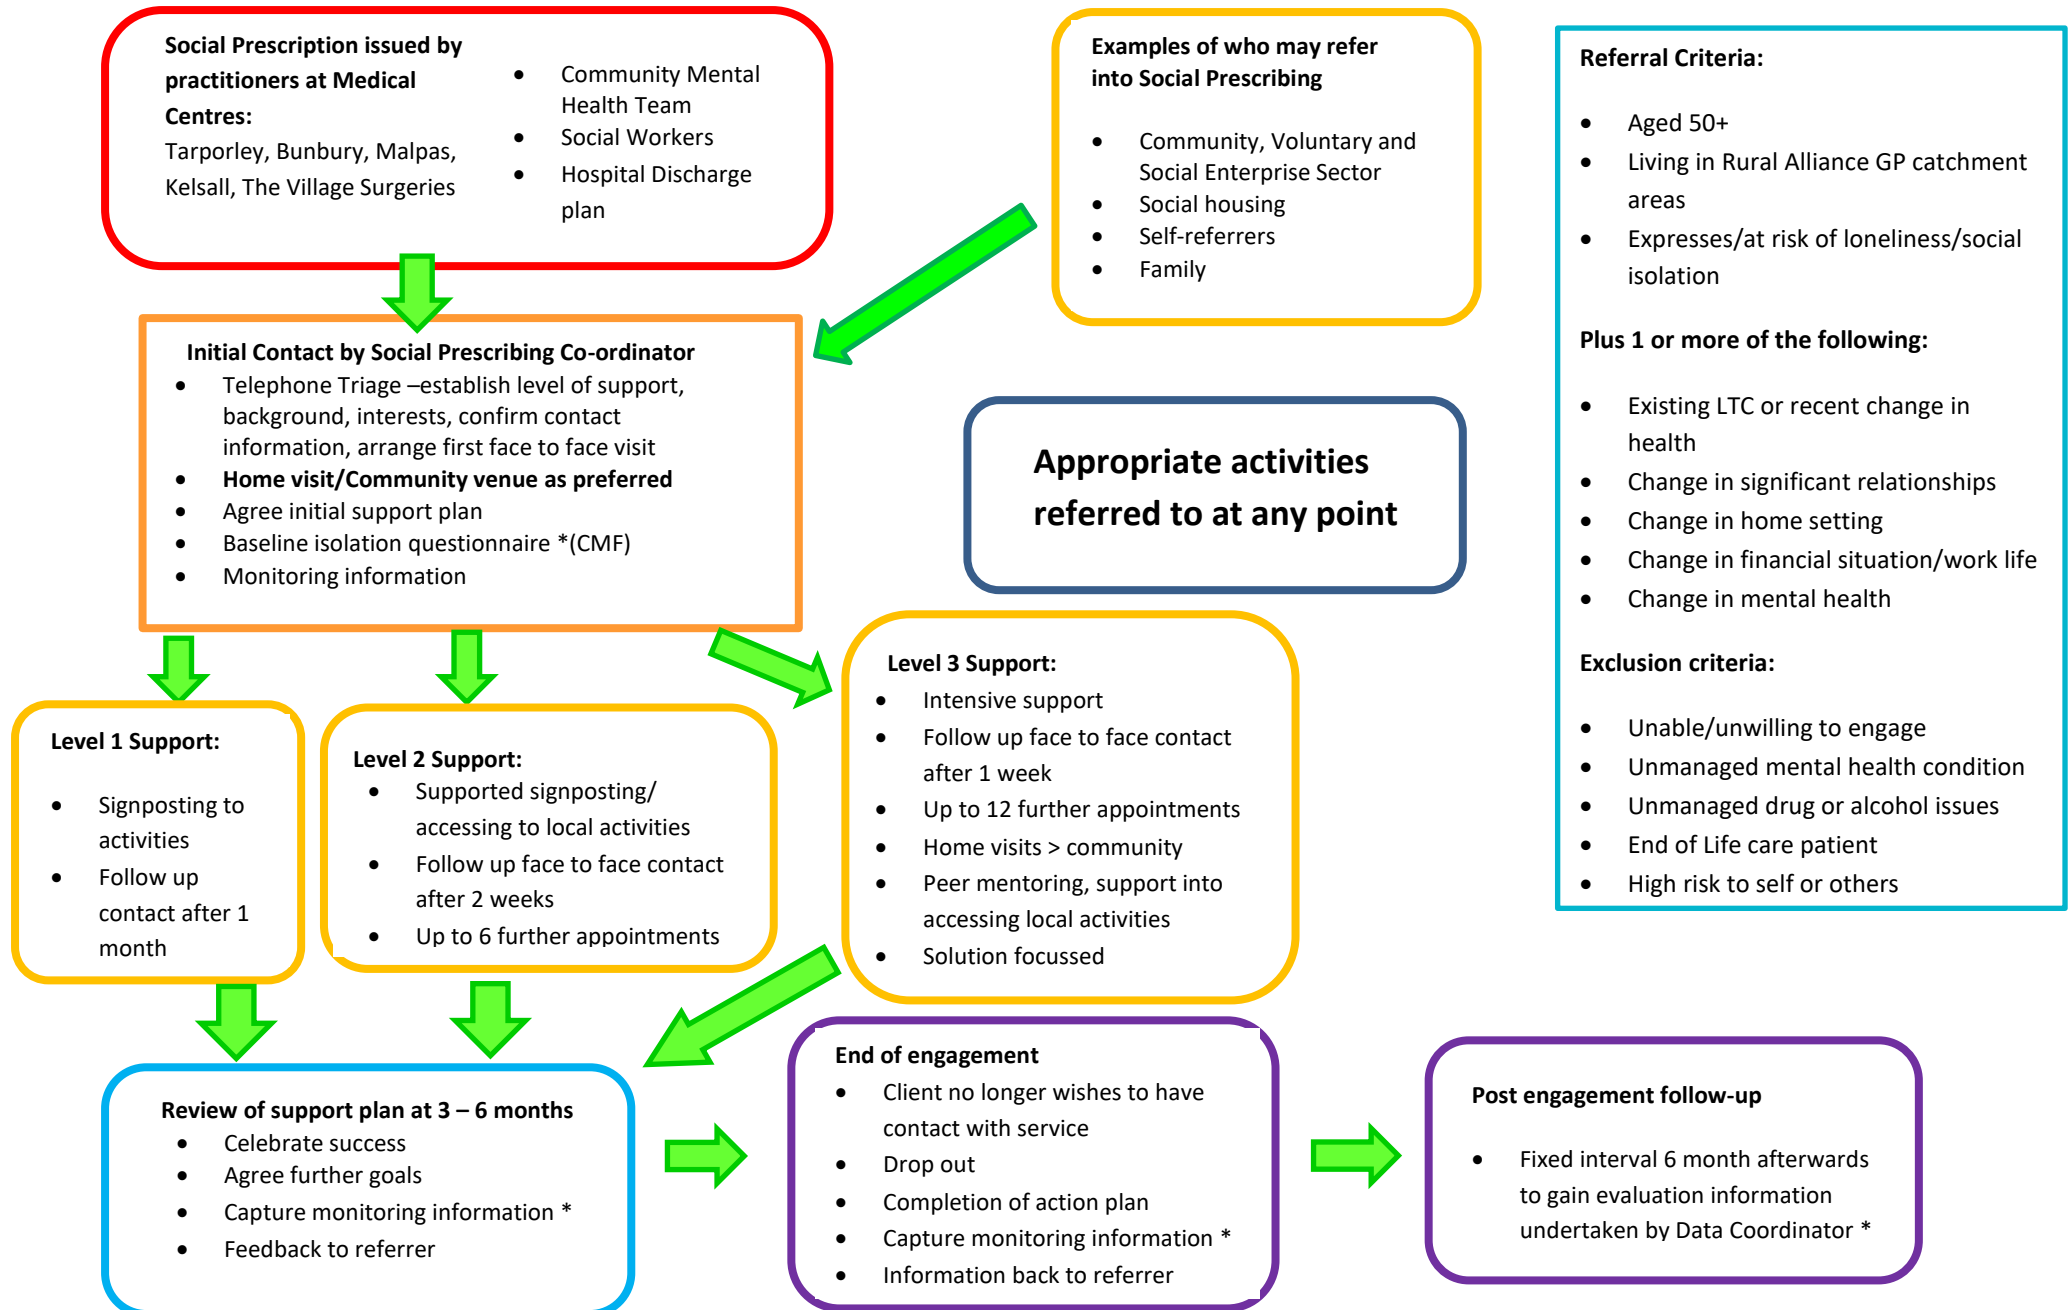 Social Prescription issued by
practitioners at Medical
Centres:
Tarporley, Bunbury, Malpas,
Kelsall, The Village Surgeries
• Community Mental
Health Team
• Social Workers
• Hospital Discharge
plan
Examples of who may refer
into Social Prescribing
• Community, Voluntary and
Social Enterprise Sector
• Social housing
• Self-referrers
• Family
Referral Criteria:
• Aged 50+
• Living in Rural Alliance GP catchment
areas
• Expresses/at risk of loneliness/social
isolation
Plus 1 or more of the following:
• Existing LTC or recent change in
health
• Change in significant relationships
• Change in home setting
• Change in financial situation/work life
• Change in mental health
Exclusion criteria:
• Unable/unwilling to engage
• Unmanaged mental health condition
• Unmanaged drug or alcohol issues
• End of Life care patient
• High risk to self or others
Initial Contact by Social Prescribing Co-ordinator
• Telephone Triage –establish level of support,
background, interests, confirm contact
information, arrange first face to face visit
• Home visit/Community venue as preferred
• Agree initial support plan
• Baseline isolation questionnaire *(CMF)
• Monitoring information
Appropriate activities
referred to at any point
Level 1 Support:
• Signposting to
activities
• Follow up
contact after 1
month
Level 2 Support:
• Supported signposting/
accessing to local activities
• Follow up face to face contact
after 2 weeks
• Up to 6 further appointments
Level 3 Support:
• Intensive support
• Follow up face to face contact
after 1 week
• Up to 12 further appointments
• Home visits > community
• Peer mentoring, support into
accessing local activities
• Solution focussed
Review of support plan at 3 – 6 months
• Celebrate success
• Agree further goals
• Capture monitoring information *
• Feedback to referrer
End of engagement
• Client no longer wishes to have
contact with service
• Drop out
• Completion of action plan
• Capture monitoring information *
• Information back to referrer
Post engagement follow-up
• Fixed interval 6 month afterwards
to gain evaluation information
undertaken by Data Coordinator *